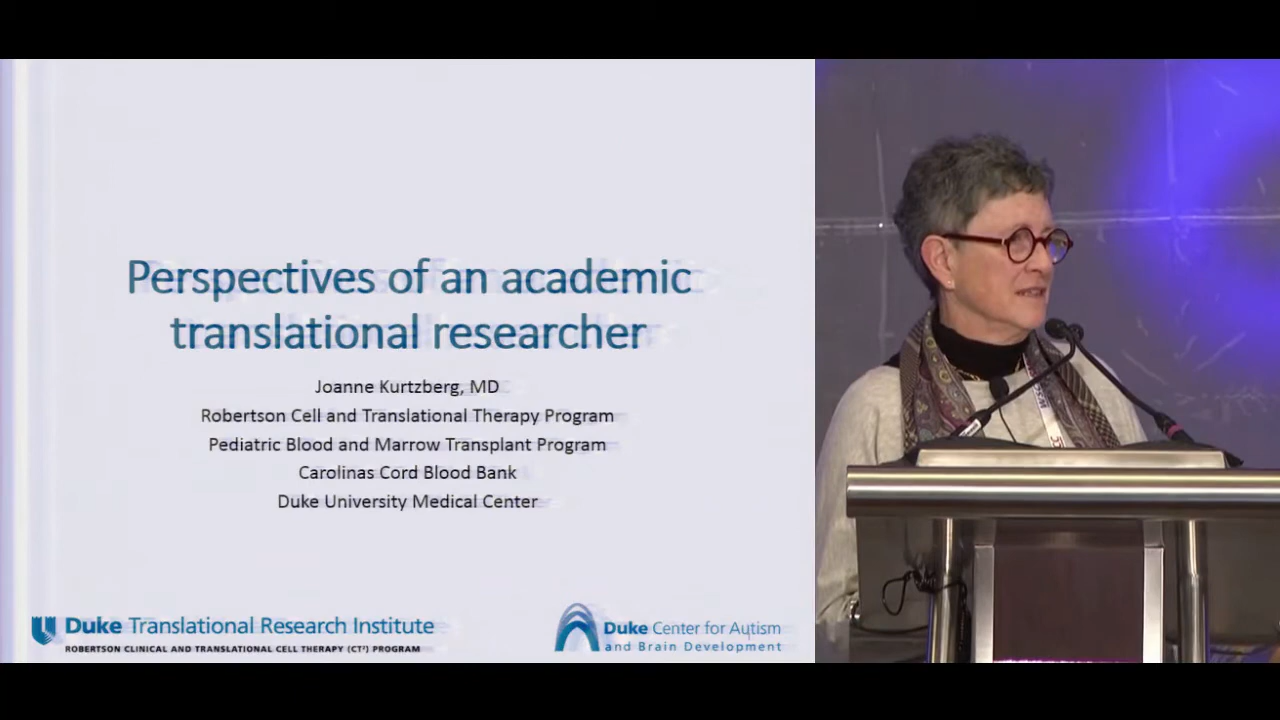 Perspectives of an academic
translational researcher
Joanne Kurtzberg, MD
Robertson Cell and Translational Therapy Program
Pediatric Blood and Marrow Transplant Program
Carolinas Cord Blood Bank
Duke University Medical Center
Duke Translational Research Institute
ROBERTSON CLINICAL AND TRANSLATIONAL CELL THERAPY (CT²) PROGRAM
Duke Center for Autism
and Brain Development